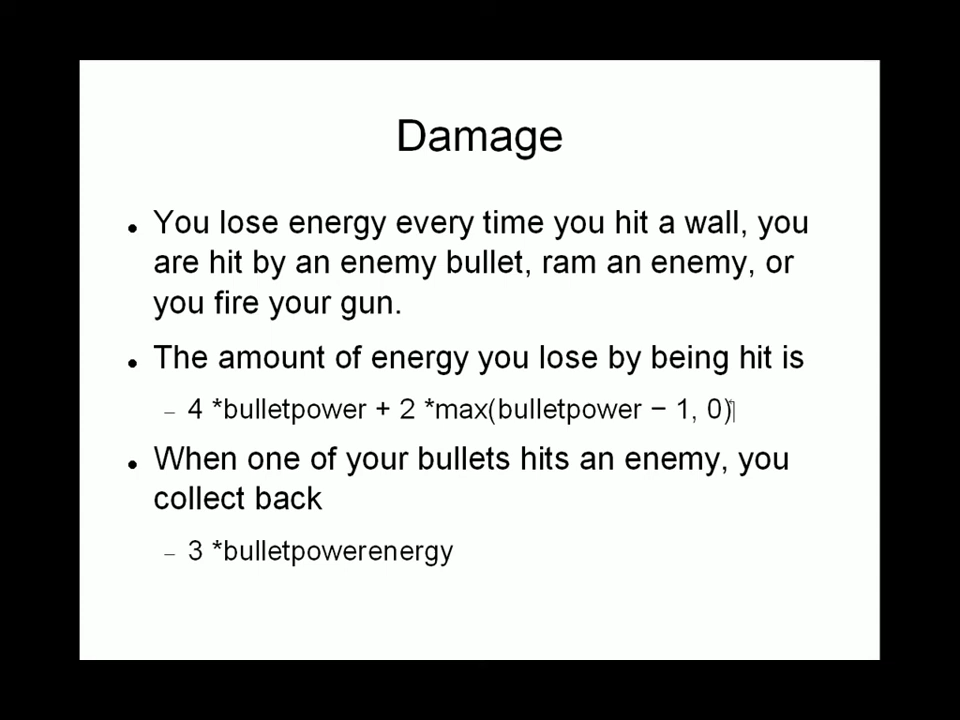 Damage
You lose energy every time you hit a wall, you
are hit by an enemy bullet, ram an enemy, or
you fire your gun.
The amount of energy you lose by being hit is
– 4 *bulletpower + 2 *max(bulletpower − 1, 0)
When one of your bullets hits an enemy, you
collect back
– 3 *bulletpowerenergy